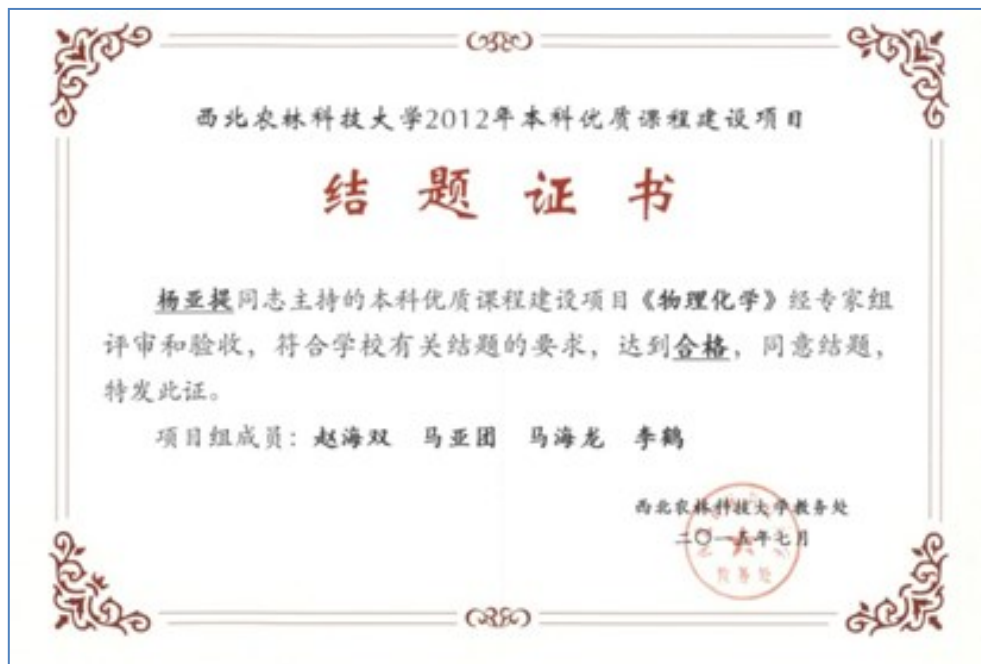 西北农林科技大学2012年本科优质课程建设项目
结题证书
杨亚提同志主持的本科优质课程建设项目《物理化学》经专家组
评审和验收，符合学校有关结题的要求，达到合格，同意结题，
特发此证。
项目组成员：赵海双 马亚团 马海龙 李鹤
西北农林科技大学教务处
二〇一五年七月
教务处